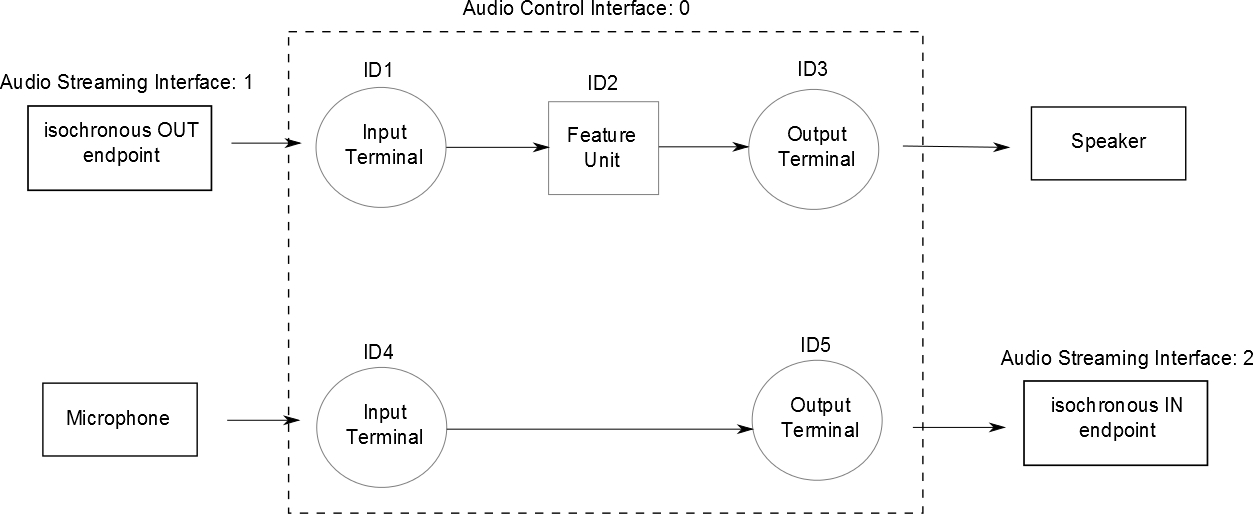 Audio Control Interface: 0
Audio Streaming Interface: 1
isochronous OUT
endpoint
ID1
Input
Terminal
ID2
Feature
Unit
ID3
Output
Terminal
Speaker
Microphone
ID4
Input
Terminal
ID5
Output
Terminal
Audio Streaming Interface: 2
isochronous IN
endpoint